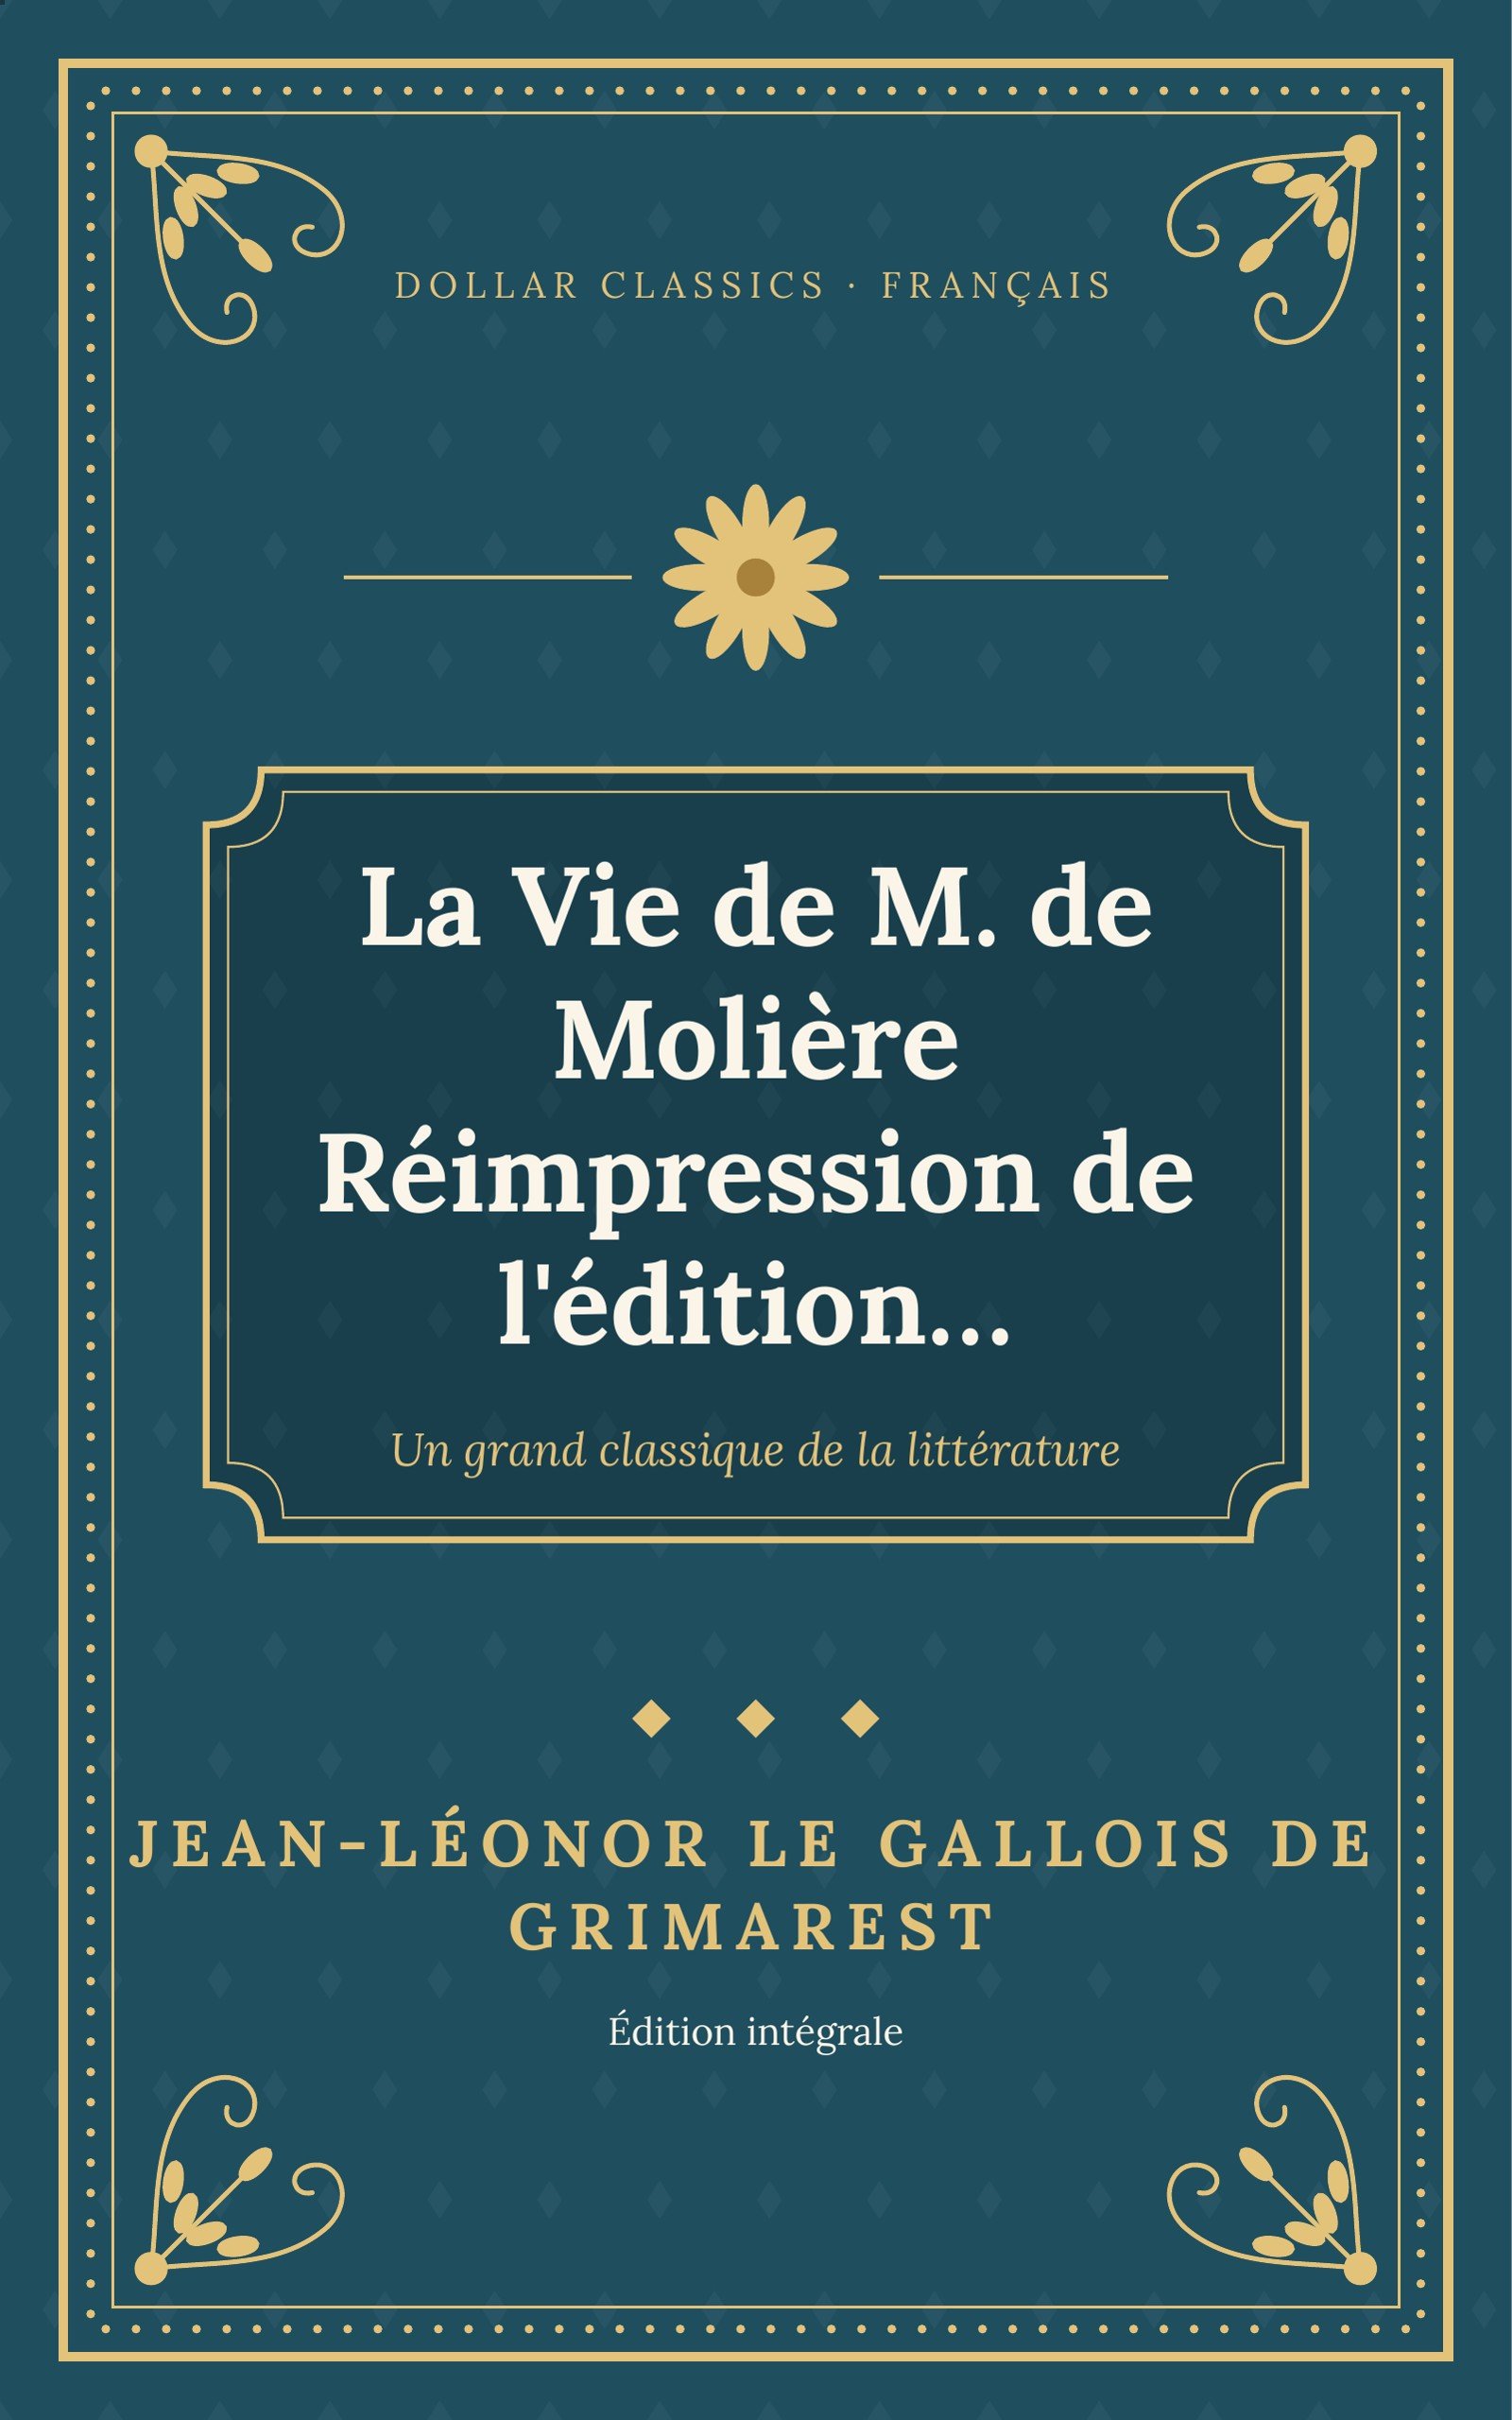 DOLLAR CLASSICS · FRANÇAIS
La Vie de M. de
Molière
Réimpression de
l'édition...
Un grand classique de la littérature
JEAN-LÉONOR LE GALLOIS DE
GRIMAREST
Édition intégrale